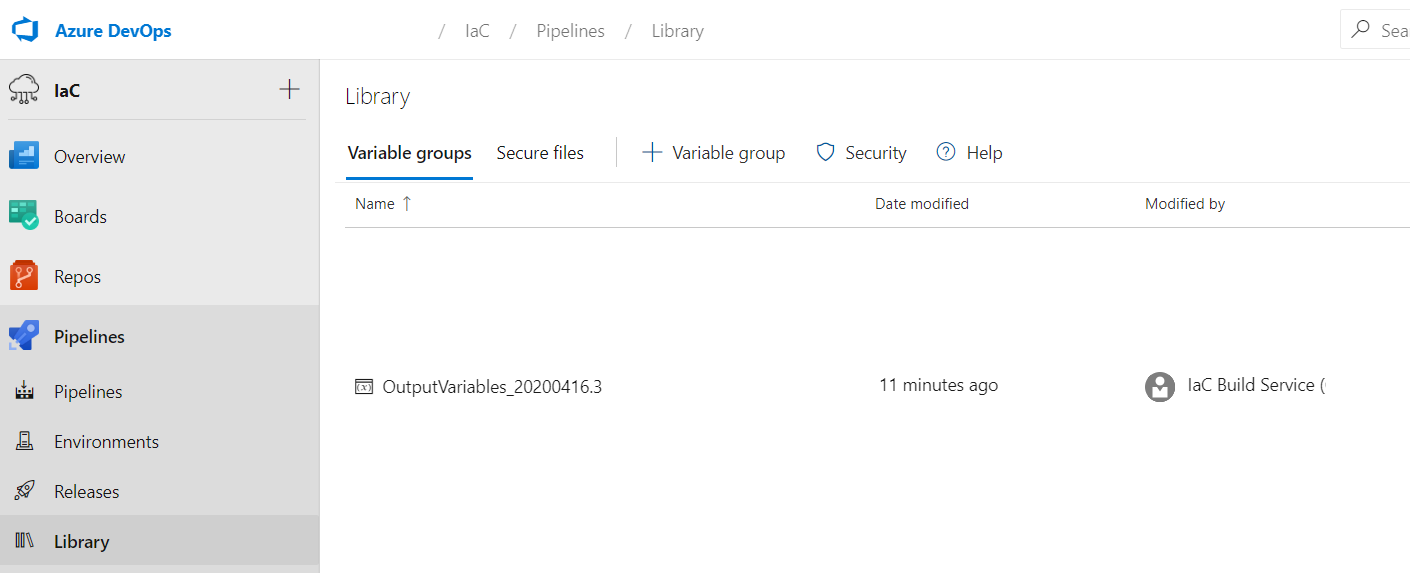 Azure DevOps / IaC / Pipelines / Library
IaC
Overview
Boards
Repos
Pipelines
Pipelines
Environments
Releases
Library
Library
Variable groups Secure files + Variable group Security ? Help
Name ↑ Date modified Modified by
(x) OutputVariables_20200416.3 11 minutes ago IaC Build Service (